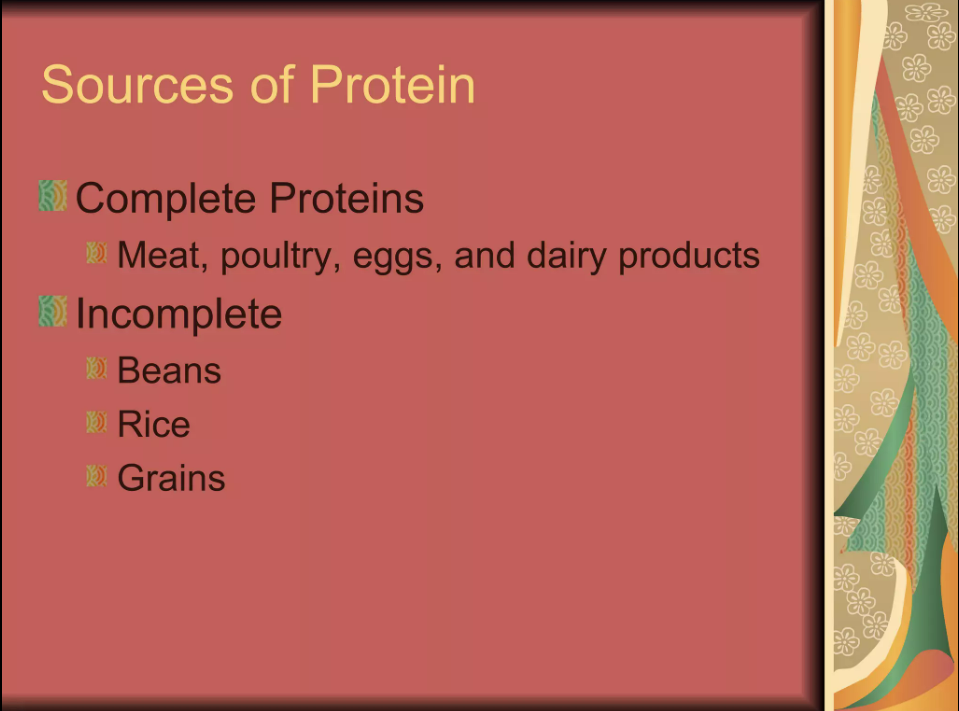 Sources of Protein
Complete Proteins
Meat, poultry, eggs, and dairy products
Incomplete
Beans
Rice
Grains